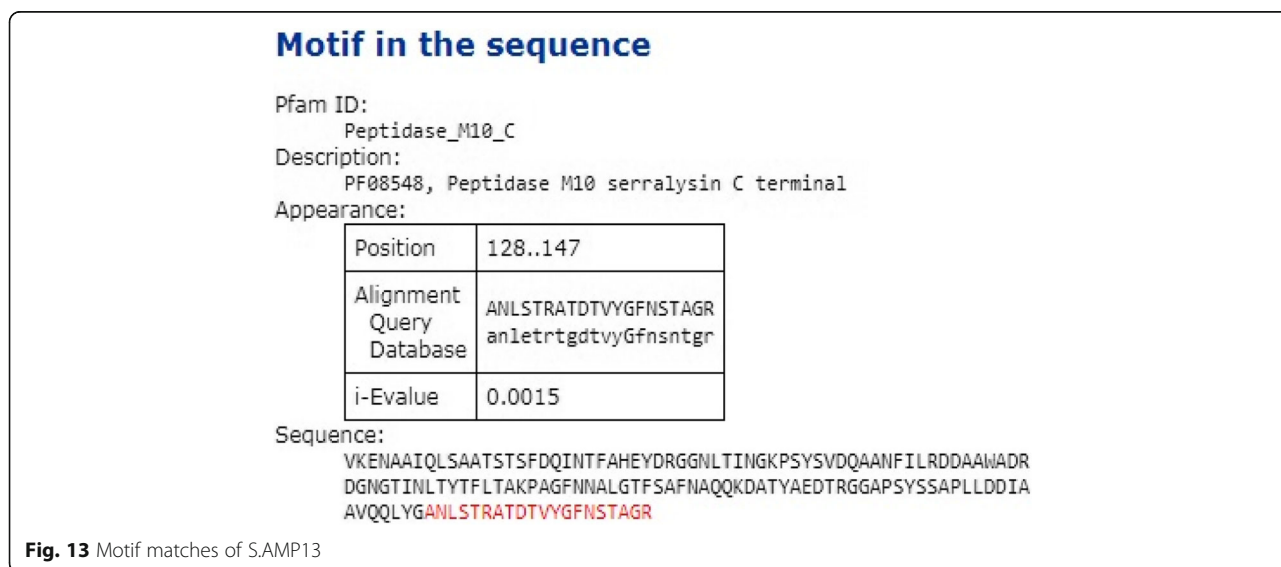 Motif in the sequence
Pfam ID:
Peptidase_M10_C
Description:
PF08548, Peptidase M10 serralysin C terminal
Appearance:
Position 128..147
Alignment
Query ANLSTRATDTVYGFNSTAGR
Database anletrtgdtvyGfnsntgr
i-Evalue 0.0015
Sequence:
VKENAAIQLSAATSTSFDQINTFAHEYDRGGNLTINGKPSYSVDQAANFILRDDAAWADR
DGNGTINLTYTFLTAKPAGFNNALGTFSAFNAQQKDATYAEDTRGGAPSYSSAPLLDDIA
AVQQLYGANLSTRATDTVYGFNSTAGR
Fig. 13 Motif matches of S.AMP13